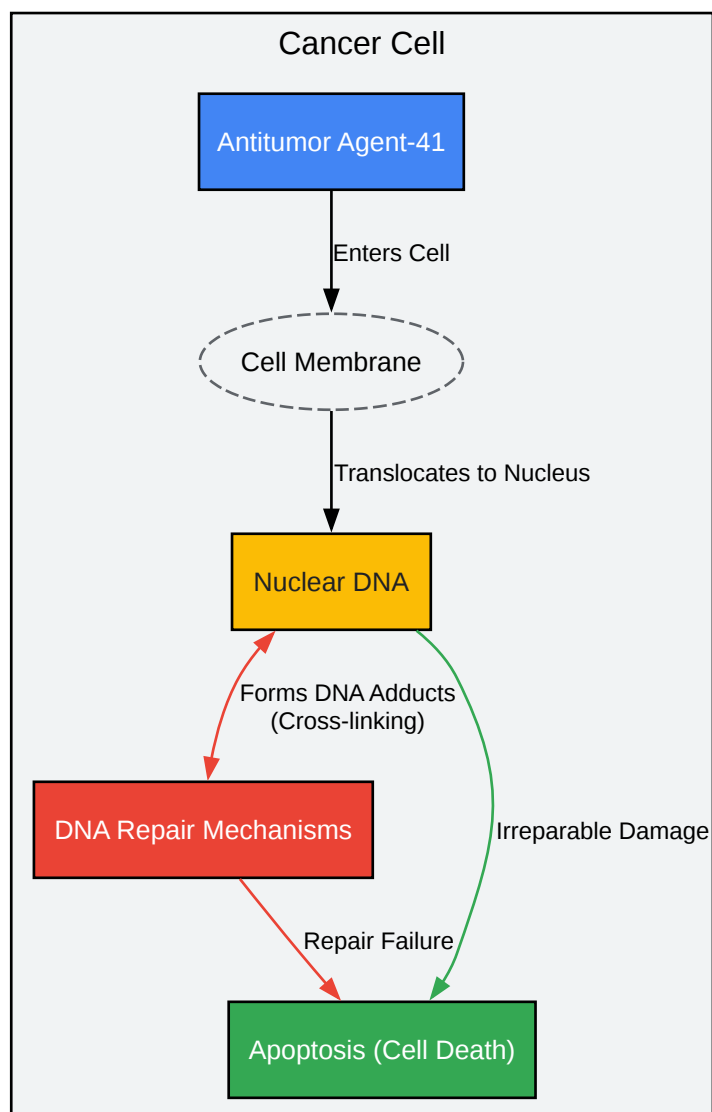 Cancer Cell
Antitumor Agent-41
Enters Cell
Cell Membrane
Translocates to Nucleus
Nuclear DNA
Forms DNA Adducts
(Cross-linking)
DNA Repair Mechanisms
Irreparable Damage
Repair Failure
Apoptosis (Cell Death)